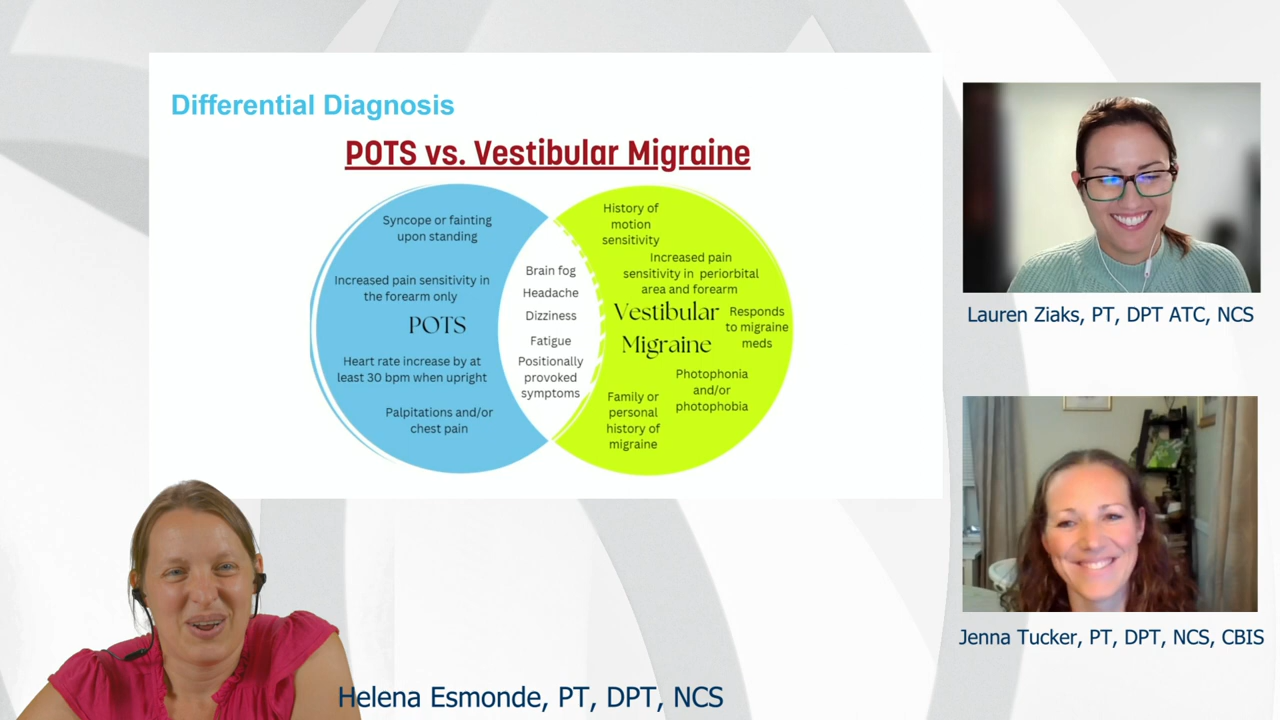 Differential Diagnosis
POTS vs. Vestibular Migraine
Syncope or fainting
upon standing
Increased pain sensitivity in
the forearm only
POTS
Heart rate increase by at
least 30 bpm when upright
Palpitations and/or
chest pain
Brain fog
Headache
Dizziness
Fatigue
Positionally
provoked
symptoms
History of
motion
sensitivity
Increased pain
sensitivity in periorbital
area and forearm
Vestibular
Migraine
Responds
to migraine
meds
Photophonia
and/or
photophobia
Family or
personal
history of
migraine
Lauren Ziaks, PT, DPT ATC, NCS
Jenna Tucker, PT, DPT, NCS, CBIS
Helena Esmonde, PT, DPT, NCS